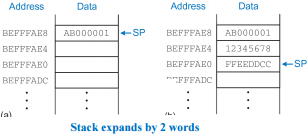 Address Data Address Data
BEFFFAE8 AB000001 SP BEFFFAE8 AB000001
BEFFFAE4 BEFFFAE4 12345678
BEFFFAE0 BEFFFAE0 FFEEDDCC SP
BEFFFADC FFFADC
(a) (b)
Stack expands by 2 words